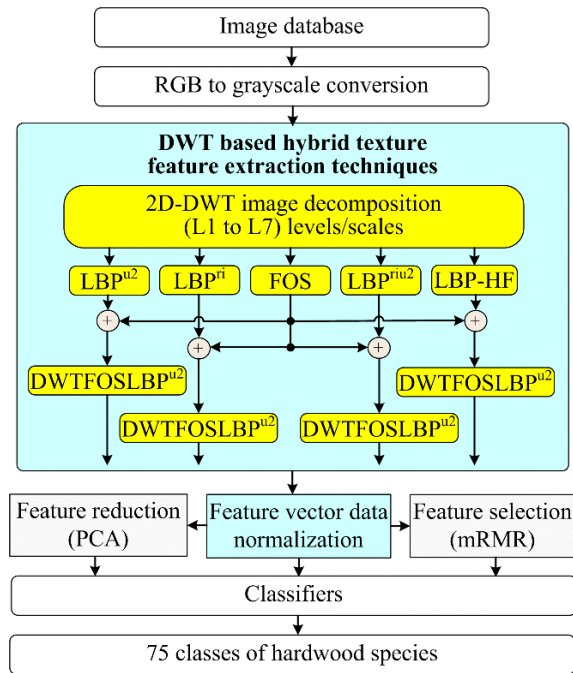 Image database
RGB to grayscale conversion
DWT based hybrid texture
feature extraction techniques
2D-DWT image decomposition
(L1 to L7) levels/scales
LBP^u2 LBP^ri FOS LBP^riu2 LBP-HF
+ +
+ +
DWTFOSLBP^u2 DWTFOSLBP^u2
DWTFOSLBP^u2 DWTFOSLBP^u2
Feature reduction
(PCA)
Feature vector data
normalization
Feature selection
(mRMR)
Classifiers
75 classes of hardwood species